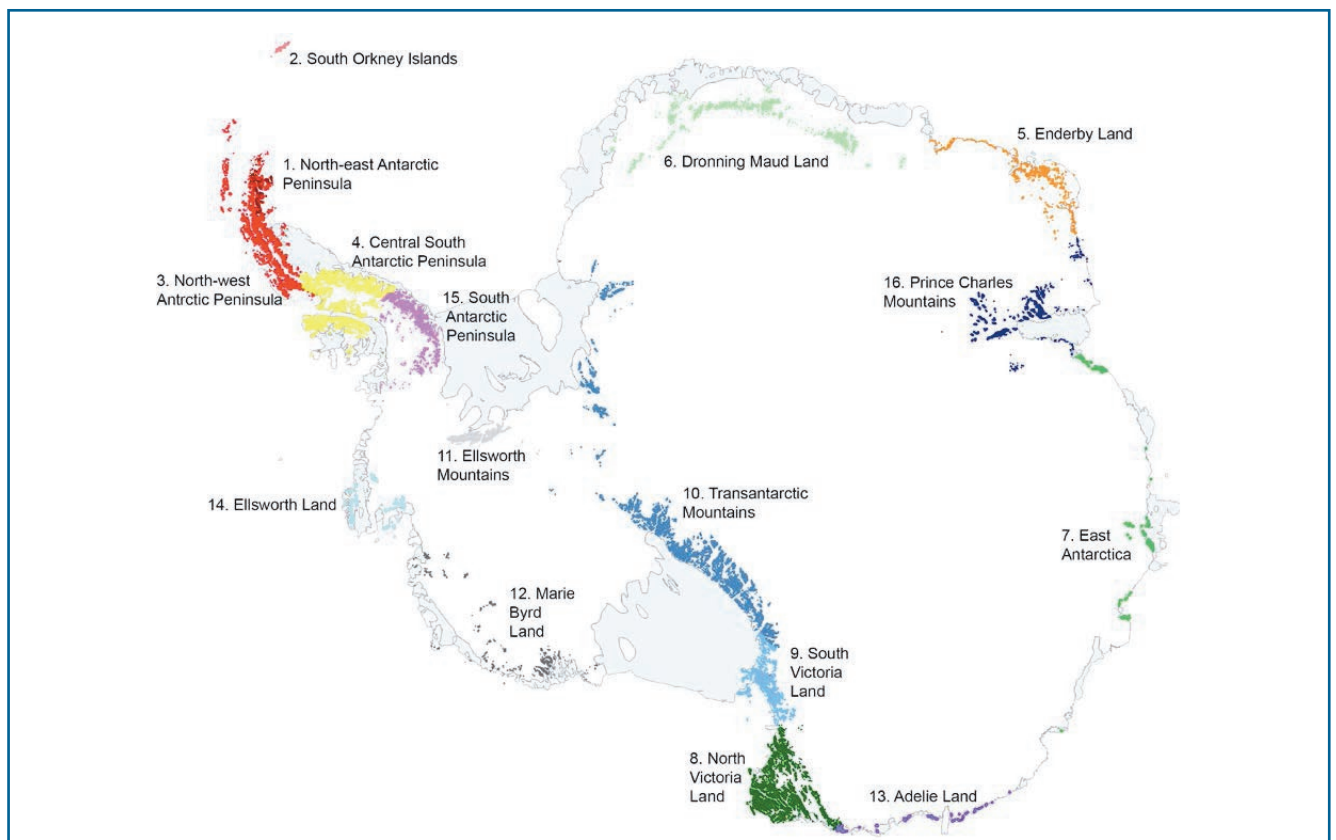 2. South Orkney Islands
1. North-east Antarctic
Peninsula
5. Enderby Land
6. Dronning Maud Land
4. Central South
Antarctic Peninsula
3. North-west
Antrctic Peninsula
15. South
Antarctic
Peninsula
16. Prince Charles
Mountains
11. Ellsworth
Mountains
14. Ellsworth Land
10. Transantarctic
Mountains
7. East
Antarctica
12. Marie
Byrd
Land
9. South
Victoria
Land
8. North
Victoria
Land
13. Adelie Land